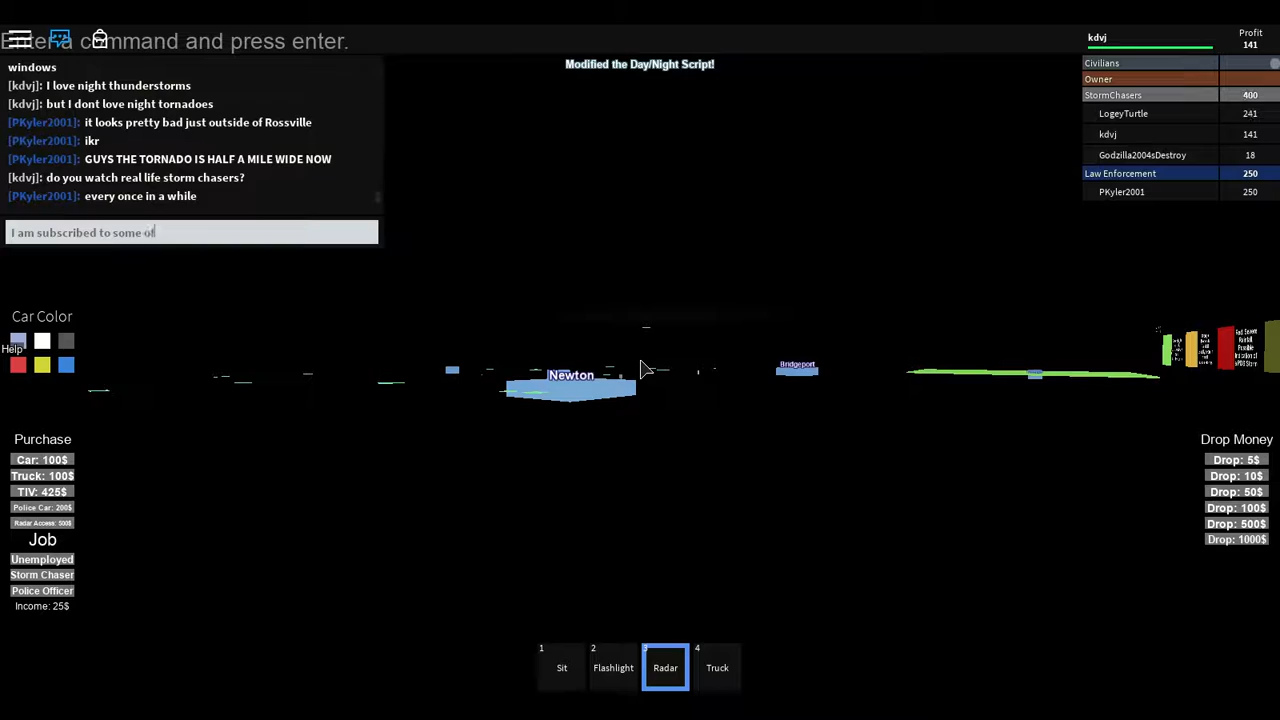 Enter a command and press enter.
windows
[kdvj]: I love night thunderstorms
[kdvj]: but I dont love night tornadoes
[PKyler2001]: it looks pretty bad just outside of Rossville
[PKyler2001]: ikr
[PKyler2001]: GUYS THE TORNADO IS HALF A MILE WIDE NOW
[kdvj]: do you watch real life storm chasers?
[PKyler2001]: every once in a while
I am subscribed to some of
Modified the Day/Night Script!
kdvj
Profit
141
Civilians
Owner
StormChasers 400
LogeyTurtle 241
kdvj 141
Godzilla2004sDestroy 18
Law Enforcement 250
PKyler2001 250
Car Color
Help
Newton
Bridgeport
Purchase
Car: 100$
Truck: 100$
TIV: 425$
Police Car: 200$
Radar Access: 500$
Job
Unemployed
Storm Chaser
Police Officer
Income: 25$
Drop Money
Drop: 5$
Drop: 10$
Drop: 50$
Drop: 100$
Drop: 500$
Drop: 1000$
1
Sit
2
Flashlight
3
Radar
4
Truck